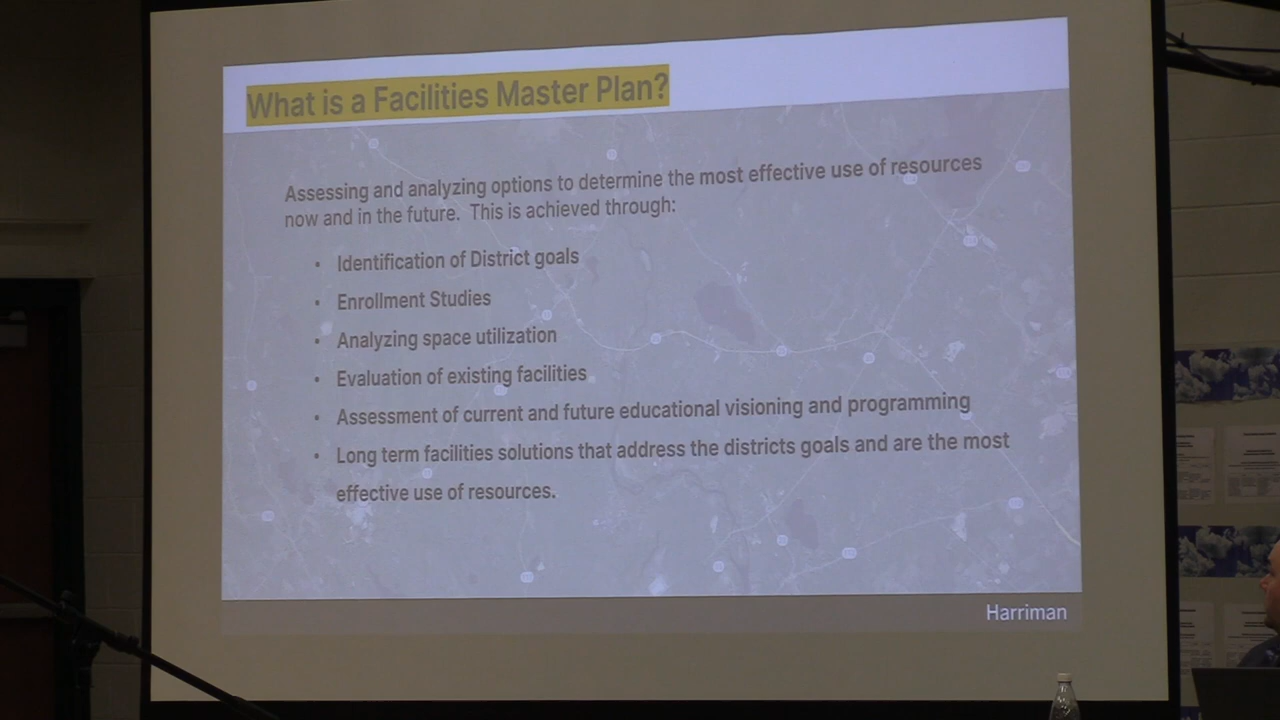 What is a Facilities Master Plan?
Assessing and analyzing options to determine the most effective use of resources
now and in the future. This is achieved through:
• Identification of District goals
• Enrollment Studies
• Analyzing space utilization
• Evaluation of existing facilities
• Assessment of current and future educational visioning and programming
• Long term facilities solutions that address the districts goals and are the most
effective use of resources.
Harriman